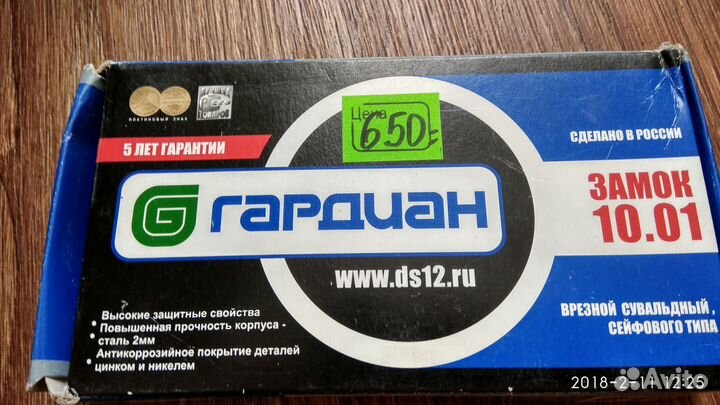 ПЛАТИНОВЫЙ ЗНАК
Цена
650=
СДЕЛАНО В РОССИИ
5 ЛЕТ ГАРАНТИИ
G ГАРДИАН
ЗАМОК
10.01
www.ds12.ru
ВРЕЗНОЙ СУВАЛЬДНЫЙ,
СЕЙФОВОГО ТИПА
• Высокие защитные свойства
• Повышенная прочность корпуса -
• сталь 2мм
• Антикоррозийное покрытие деталей
цинком и никелем
2018-2-11 12:25
Avito